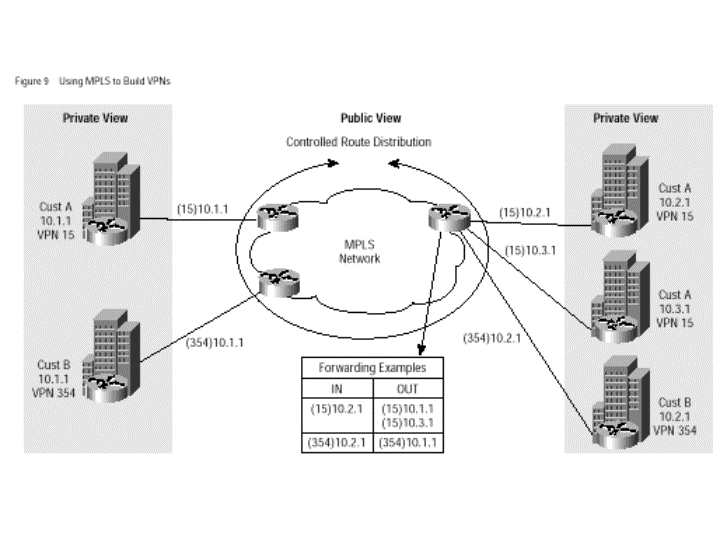 Figure 9 Using MPLS to Build VPNs
Private View
Public View
Private View
Controlled Route Distribution
Cust A
10.1.1
VPN 15
(15)10.1.1
(15)10.2.1
Cust A
10.2.1
VPN 15
MPLS
Network
(15)10.3.1
Cust A
10.3.1
VPN 15
Cust B
10.1.1
VPN 354
(354)10.1.1
(354)10.2.1
Cust B
10.2.1
VPN 354
Forwarding Examples
IN OUT
(15)10.2.1 (15)10.1.1
(15)10.3.1
(354)10.2.1 (354)10.1.1